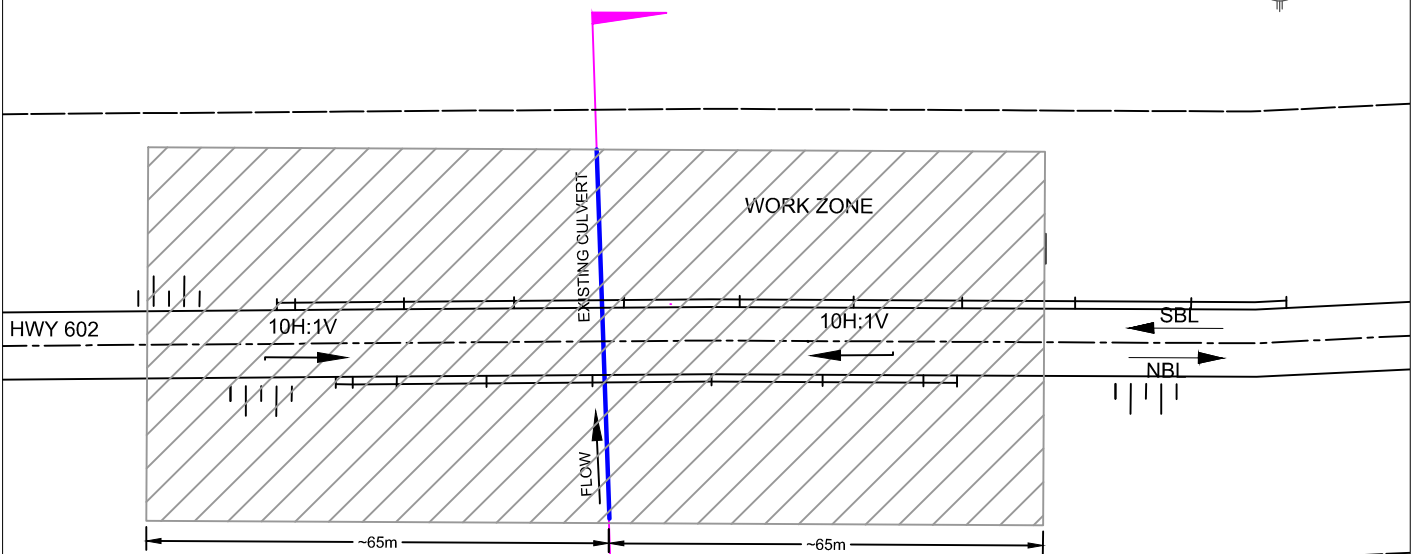 EXISTING CULVERT
WORK ZONE
HWY 602
10H:1V
10H:1V
SBL
NBL
FLOW
~65m
~65m